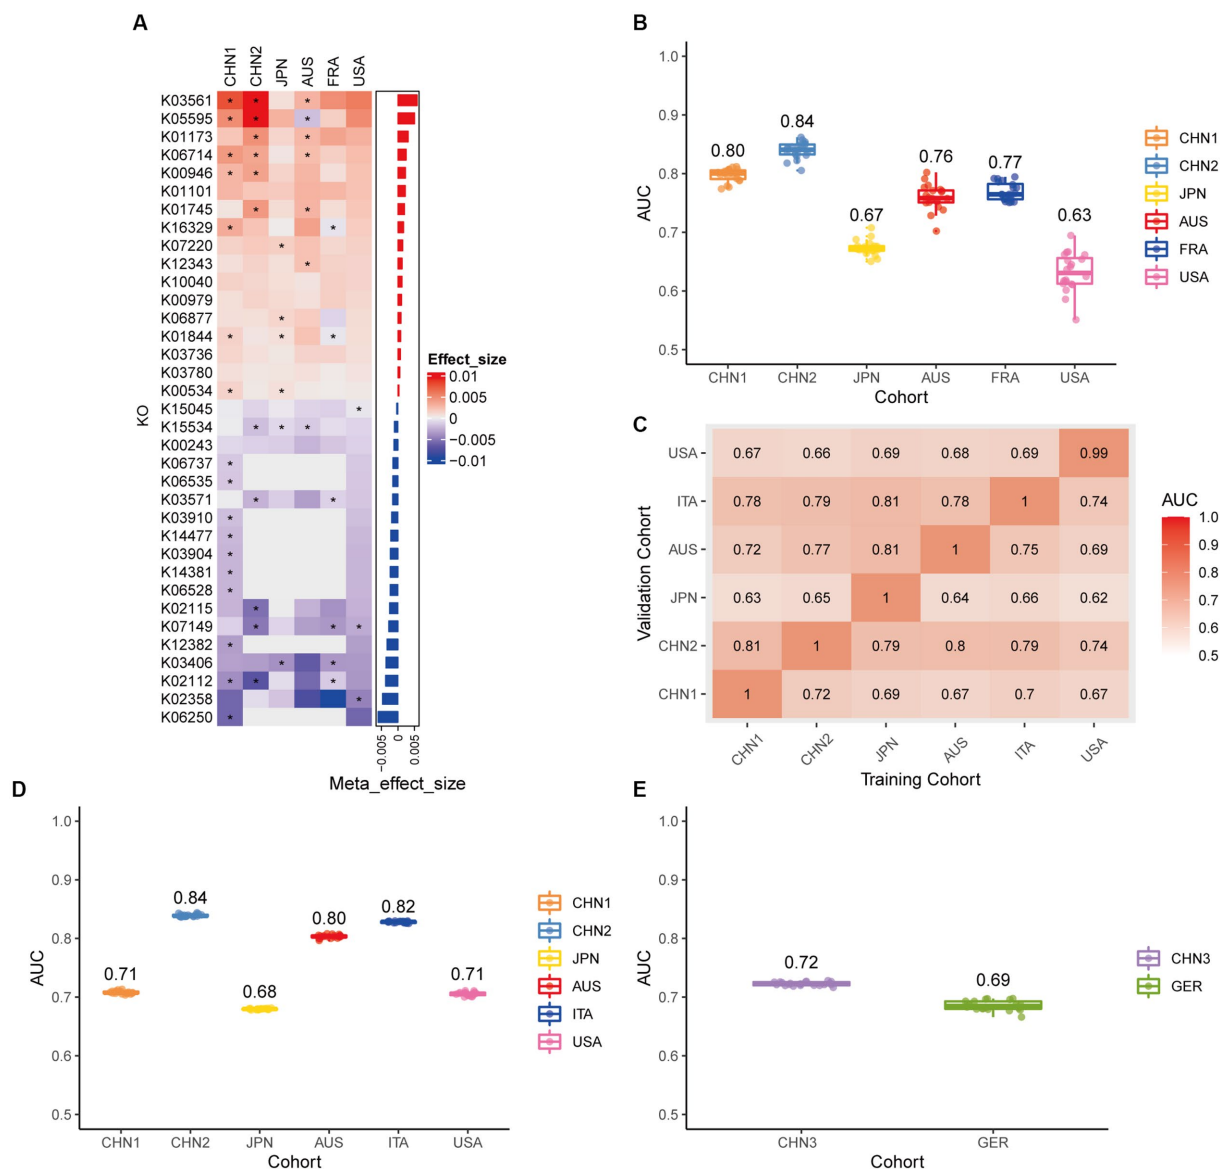 A
CHN1 CHN2 JPN AUS FRA USA
K03561 * * *
K05595 * * *
K01173 * *
K06714 * * *
K00946 * *
K01101
K01745 * *
K16329 * *
K07220 *
K12343 *
K10040
K00979
K06877 *
K01844 * * *
K03736
K03780
K00534 * *
K15045 *
K15534 * * *
K00243
K06737 *
K06535 *
K03571 * *
K03910 *
K14477 *
K03904 *
K14381 *
K06528 *
K02115 *
K07149 * * *
K12382 *
K03406 * *
K02112 * * *
K02358 *
K06250 *
KO
−0.005 0 0.005
Meta_effect_size
Effect_size
0.01
0.005
0
−0.005
−0.01
B
1.0
0.9
0.8
0.7
0.6
0.5
AUC
0.80 0.84 0.67 0.76 0.77 0.63
CHN1 CHN2 JPN AUS FRA USA
Cohort
CHN1
CHN2
JPN
AUS
FRA
USA
C
Validation Cohort
USA 0.67 0.66 0.69 0.68 0.69 0.99
ITA 0.78 0.79 0.81 0.78 1 0.74
AUS 0.72 0.77 0.81 1 0.75 0.69
JPN 0.63 0.65 1 0.64 0.66 0.62
CHN2 0.81 1 0.79 0.8 0.79 0.74
CHN1 1 0.72 0.69 0.67 0.7 0.67
CHN1 CHN2 JPN AUS ITA USA
Training Cohort
AUC
1.0
0.9
0.8
0.7
0.6
0.5
D
1.0
0.9
0.8
0.7
0.6
0.5
AUC
0.71 0.84 0.68 0.80 0.82 0.71
CHN1 CHN2 JPN AUS ITA USA
Cohort
CHN1
CHN2
JPN
AUS
ITA
USA
E
1.0
0.9
0.8
0.7
0.6
0.5
AUC
0.72 0.69
CHN3 GER
Cohort
CHN3
GER